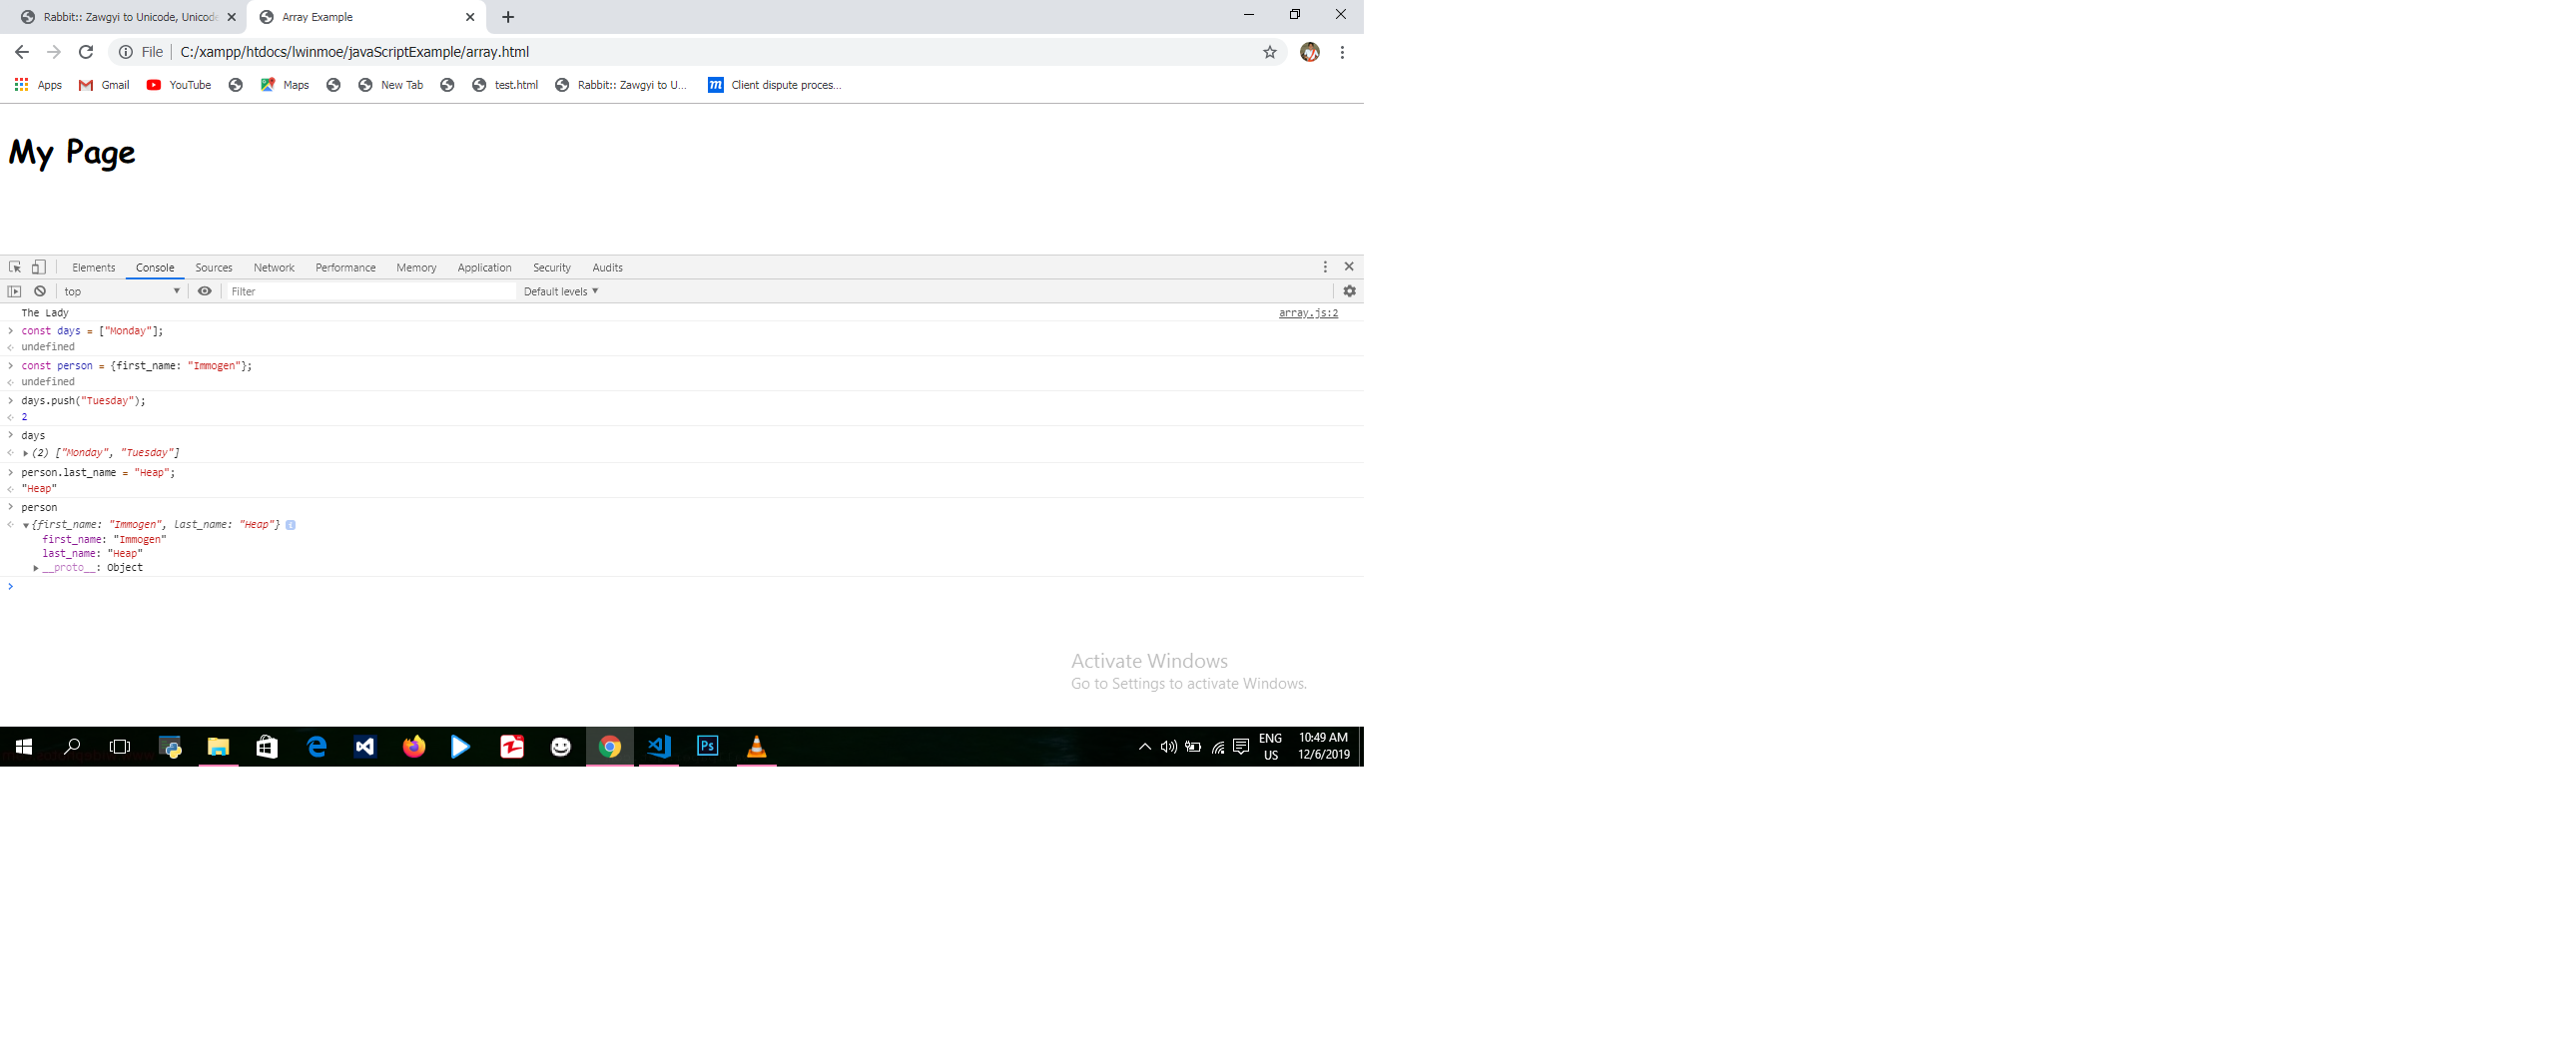 Rabbit:: Zawgyi to Unicode, Unicod
Array Example
File
C:/xampp/htdocs/lwinmoe/javaScriptExample/array.html
Apps
Gmail
YouTube
Maps
New Tab
test.html
Rabbit:: Zawgyi to U...
m
Client dispute proces...
My Page
Elements
Console
Sources
Network
Performance
Memory
Application
Security
Audits
top
Filter
Default levels
The Lady
array.js:2
const days = ["Monday"];
undefined
const person = {first_name: "Immogen"};
undefined
days.push("Tuesday");
2
days
(2) ["Monday", "Tuesday"]
person.last_name = "Heap";
"Heap"
person
{first_name: "Immogen", last_name: "Heap"}
first_name: "Immogen"
last_name: "Heap"
__proto__: Object
Activate Windows
Go to Settings to activate Windows.
Ps
ENG
US
10:49 AM
12/6/2019